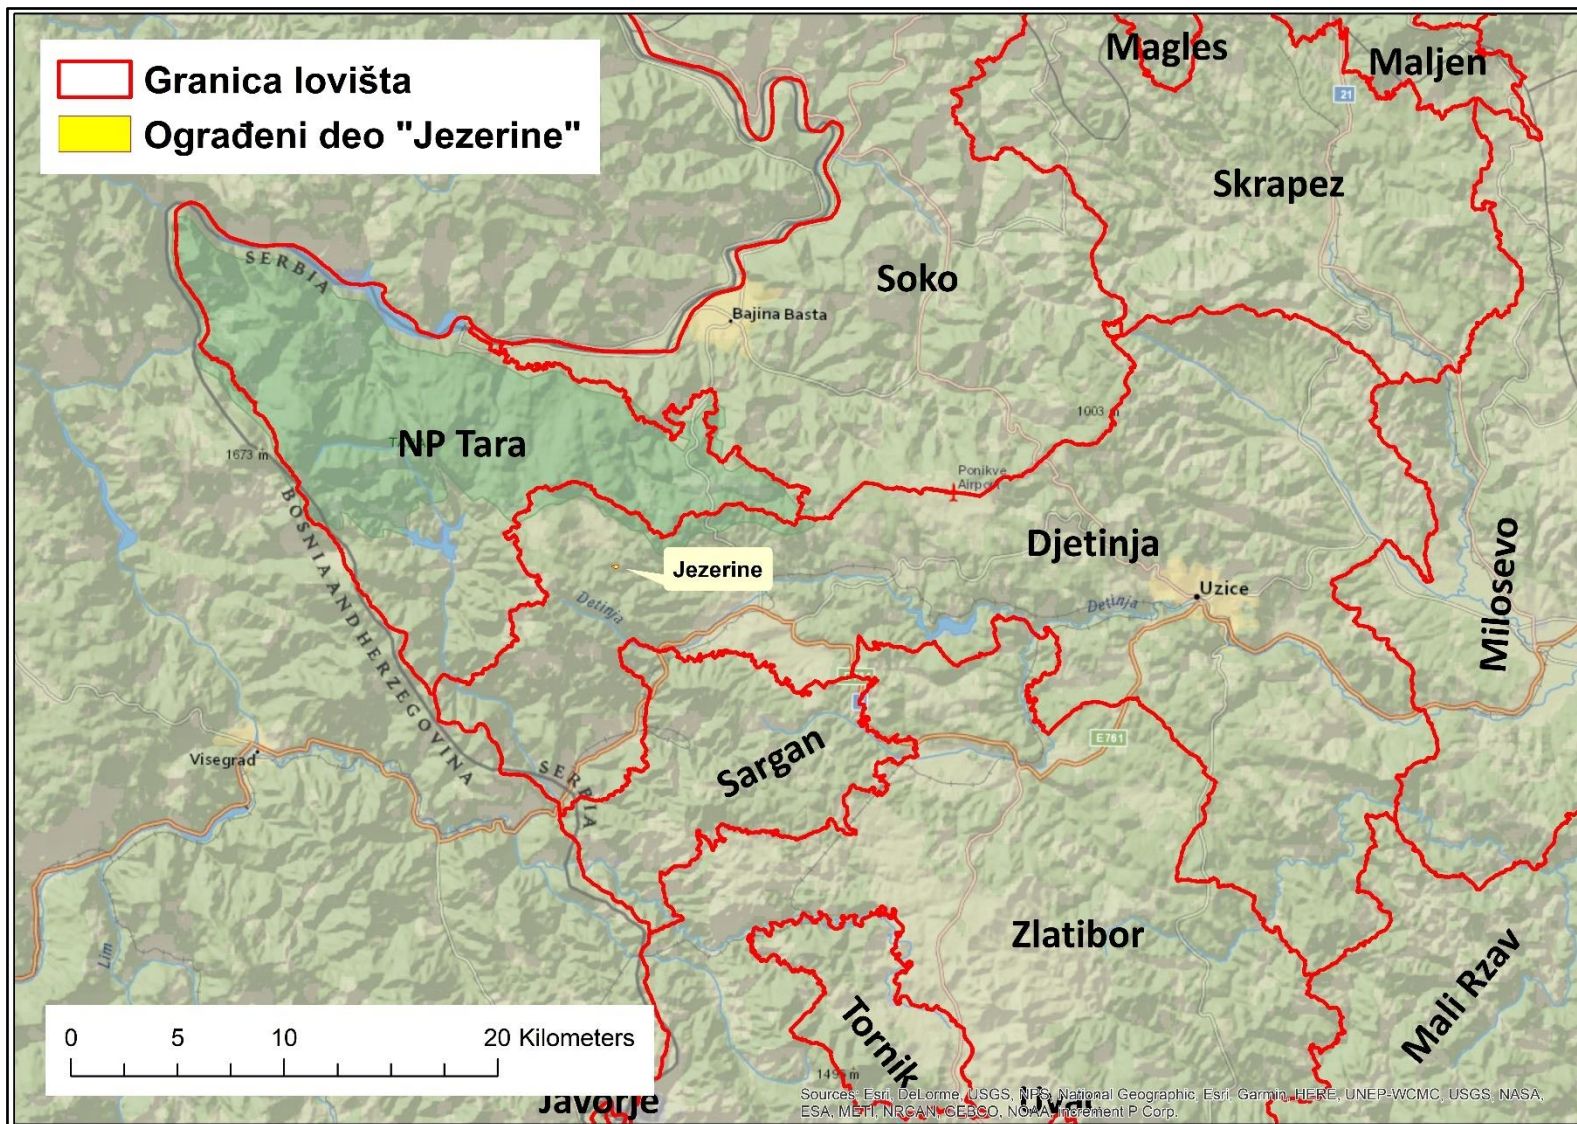 Granica lovišta
Ograđeni deo "Jezerine"
Magles
Maljen
21
Skrapez
SERBIA
Soko
Bajina Basta
1003 m
NP Tara
1673 m
Ponikve
Airport
BOSNIA AND HERZEGOVINA
Djetinja
Jezerine
Uzice
Detinja
Detinja
Milosevo
E761
Visegrad
SERBIA
Sargan
Lim
Zlatibor
Mali Rzav
Tornik
0 5 10 20 Kilometers
Javorje
Sources: Esri, DeLorme, USGS, NPS, National Geographic, Esri, Garmin, HERE, UNEP-WCMC, USGS, NASA,
ESA, METI, NRCAN, GEBCO, NOAA, increment P Corp.